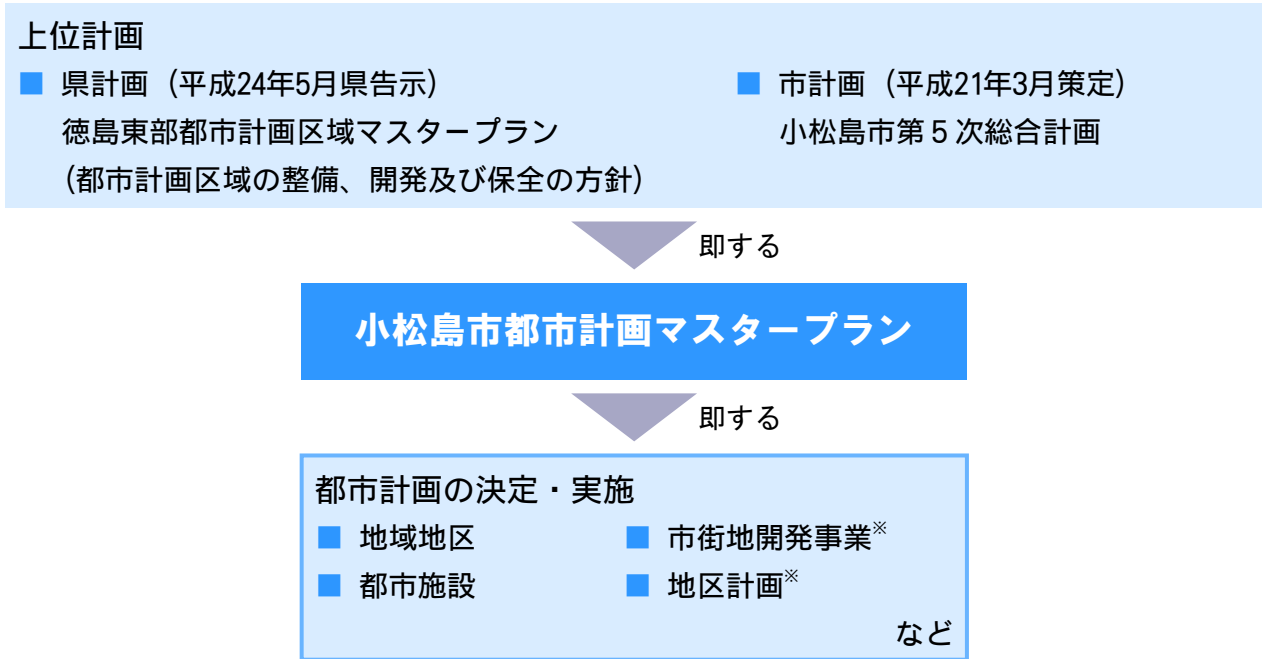 上位計画
■ 県計画（平成24年5月県告示）
徳島東部都市計画区域マスタープラン
（都市計画区域の整備、開発及び保全の方針）
■ 市計画（平成21年3月策定）
小松島市第５次総合計画
即する
小松島市都市計画マスタープラン
即する
都市計画の決定・実施
■ 地域地区
■ 市街地開発事業※
■ 都市施設
■ 地区計画※
など